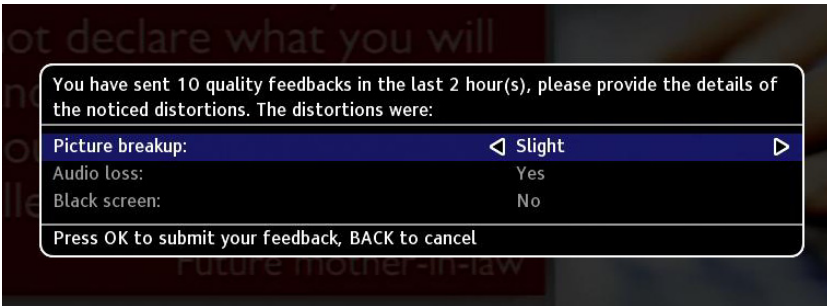 not declare what you will
You have sent 10 quality feedbacks in the last 2 hour(s), please provide the details of
the noticed distortions. The distortions were:
Picture breakup: Slight
Audio loss: Yes
Black screen: No
Press OK to submit your feedback, BACK to cancel
Future mother-in-law